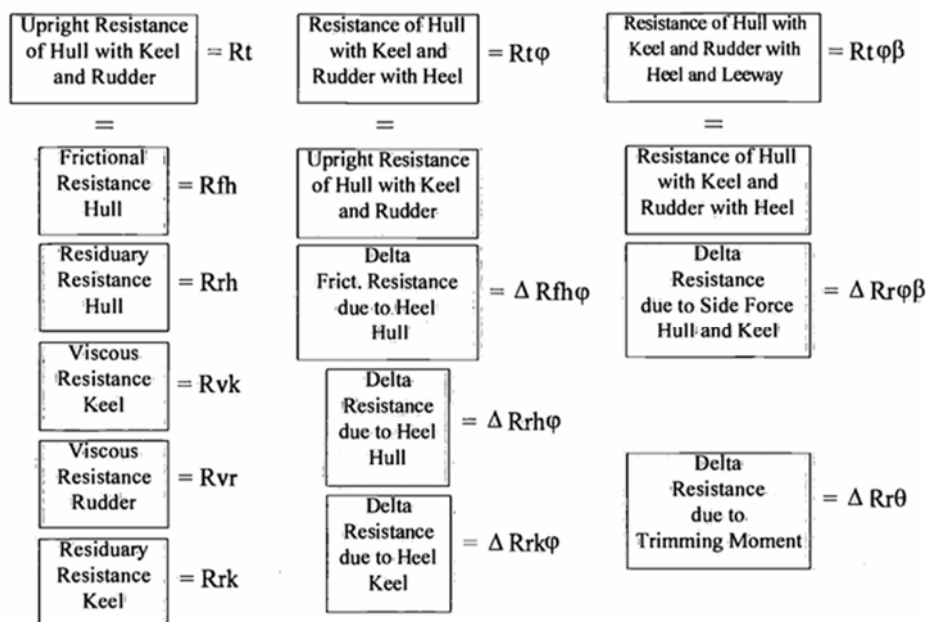 Upright Resistance
of Hull with Keel
and Rudder
= Rt
=
Frictional
Resistance
Hull
= Rfh
Residuary
Resistance
Hull
= Rrh
Viscous
Resistance
Keel
= Rvk
Viscous
Resistance
Rudder
= Rvr
Residuary
Resistance
Keel
= Rrk
Resistance of Hull
with Keel and
Rudder with Heel
= Rtφ
=
Upright Resistance
of Hull with Keel
and Rudder
Delta
Frict. Resistance
due to Heel
Hull
= Δ Rfhφ
Delta
Resistance
due to Heel
Hull
= Δ Rrhφ
Delta
Resistance
due to Heel
Keel
= Δ Rrkφ
Resistance of Hull with
Keel and Rudder with
Heel and Leeway
= Rtφβ
=
Resistance of Hull
with Keel and
Rudder with Heel
Delta
Resistance
due to Side Force
Hull and Keel
= Δ Rrφβ
Delta
Resistance
due to
Trimming Moment
= Δ Rrθ